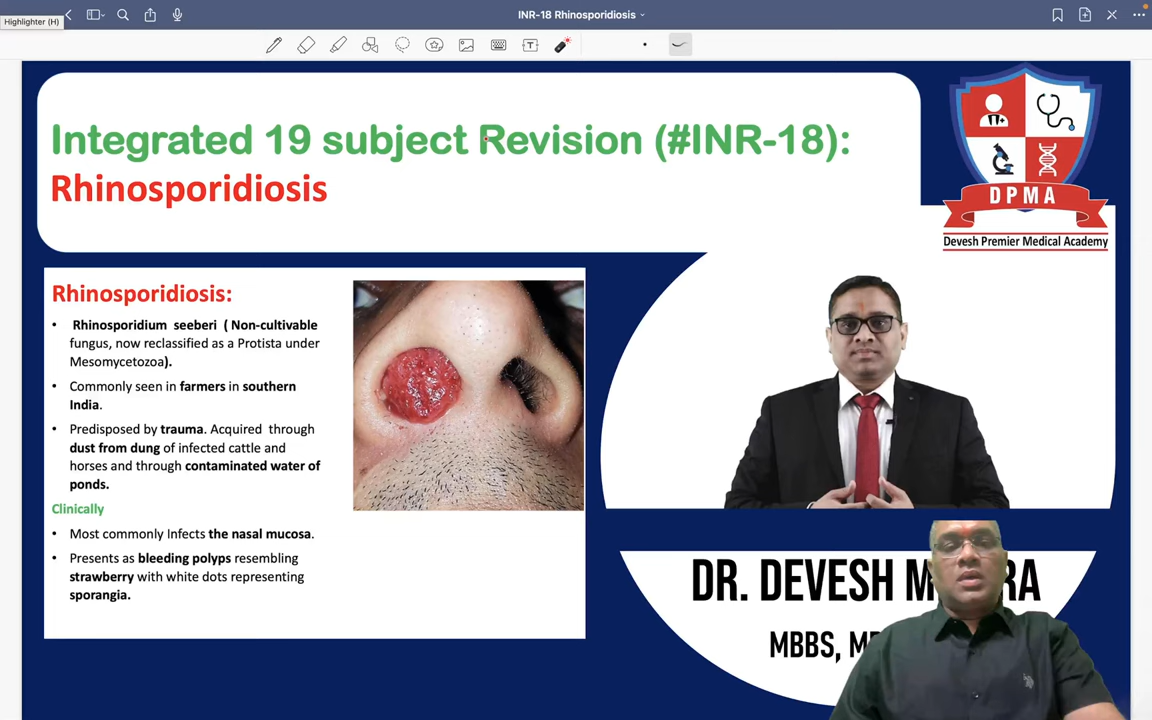 INR-18 Rhinosporidiosis
Highlighter (H)
Integrated 19 subject Revision (#INR-18):
Rhinosporidiosis
DPMA
Devesh Premier Medical Academy
Rhinosporidiosis:
• Rhinosporidium seeberi ( Non-cultivable
fungus, now reclassified as a Protista under
Mesomycetozoa).
• Commonly seen in farmers in southern
India.
• Predisposed by trauma. Acquired through
dust from dung of infected cattle and
horses and through contaminated water of
ponds.
Clinically
• Most commonly Infects the nasal mucosa.
• Presents as bleeding polyps resembling
strawberry with white dots representing
sporangia.
DR. DEVESH
MBBS,